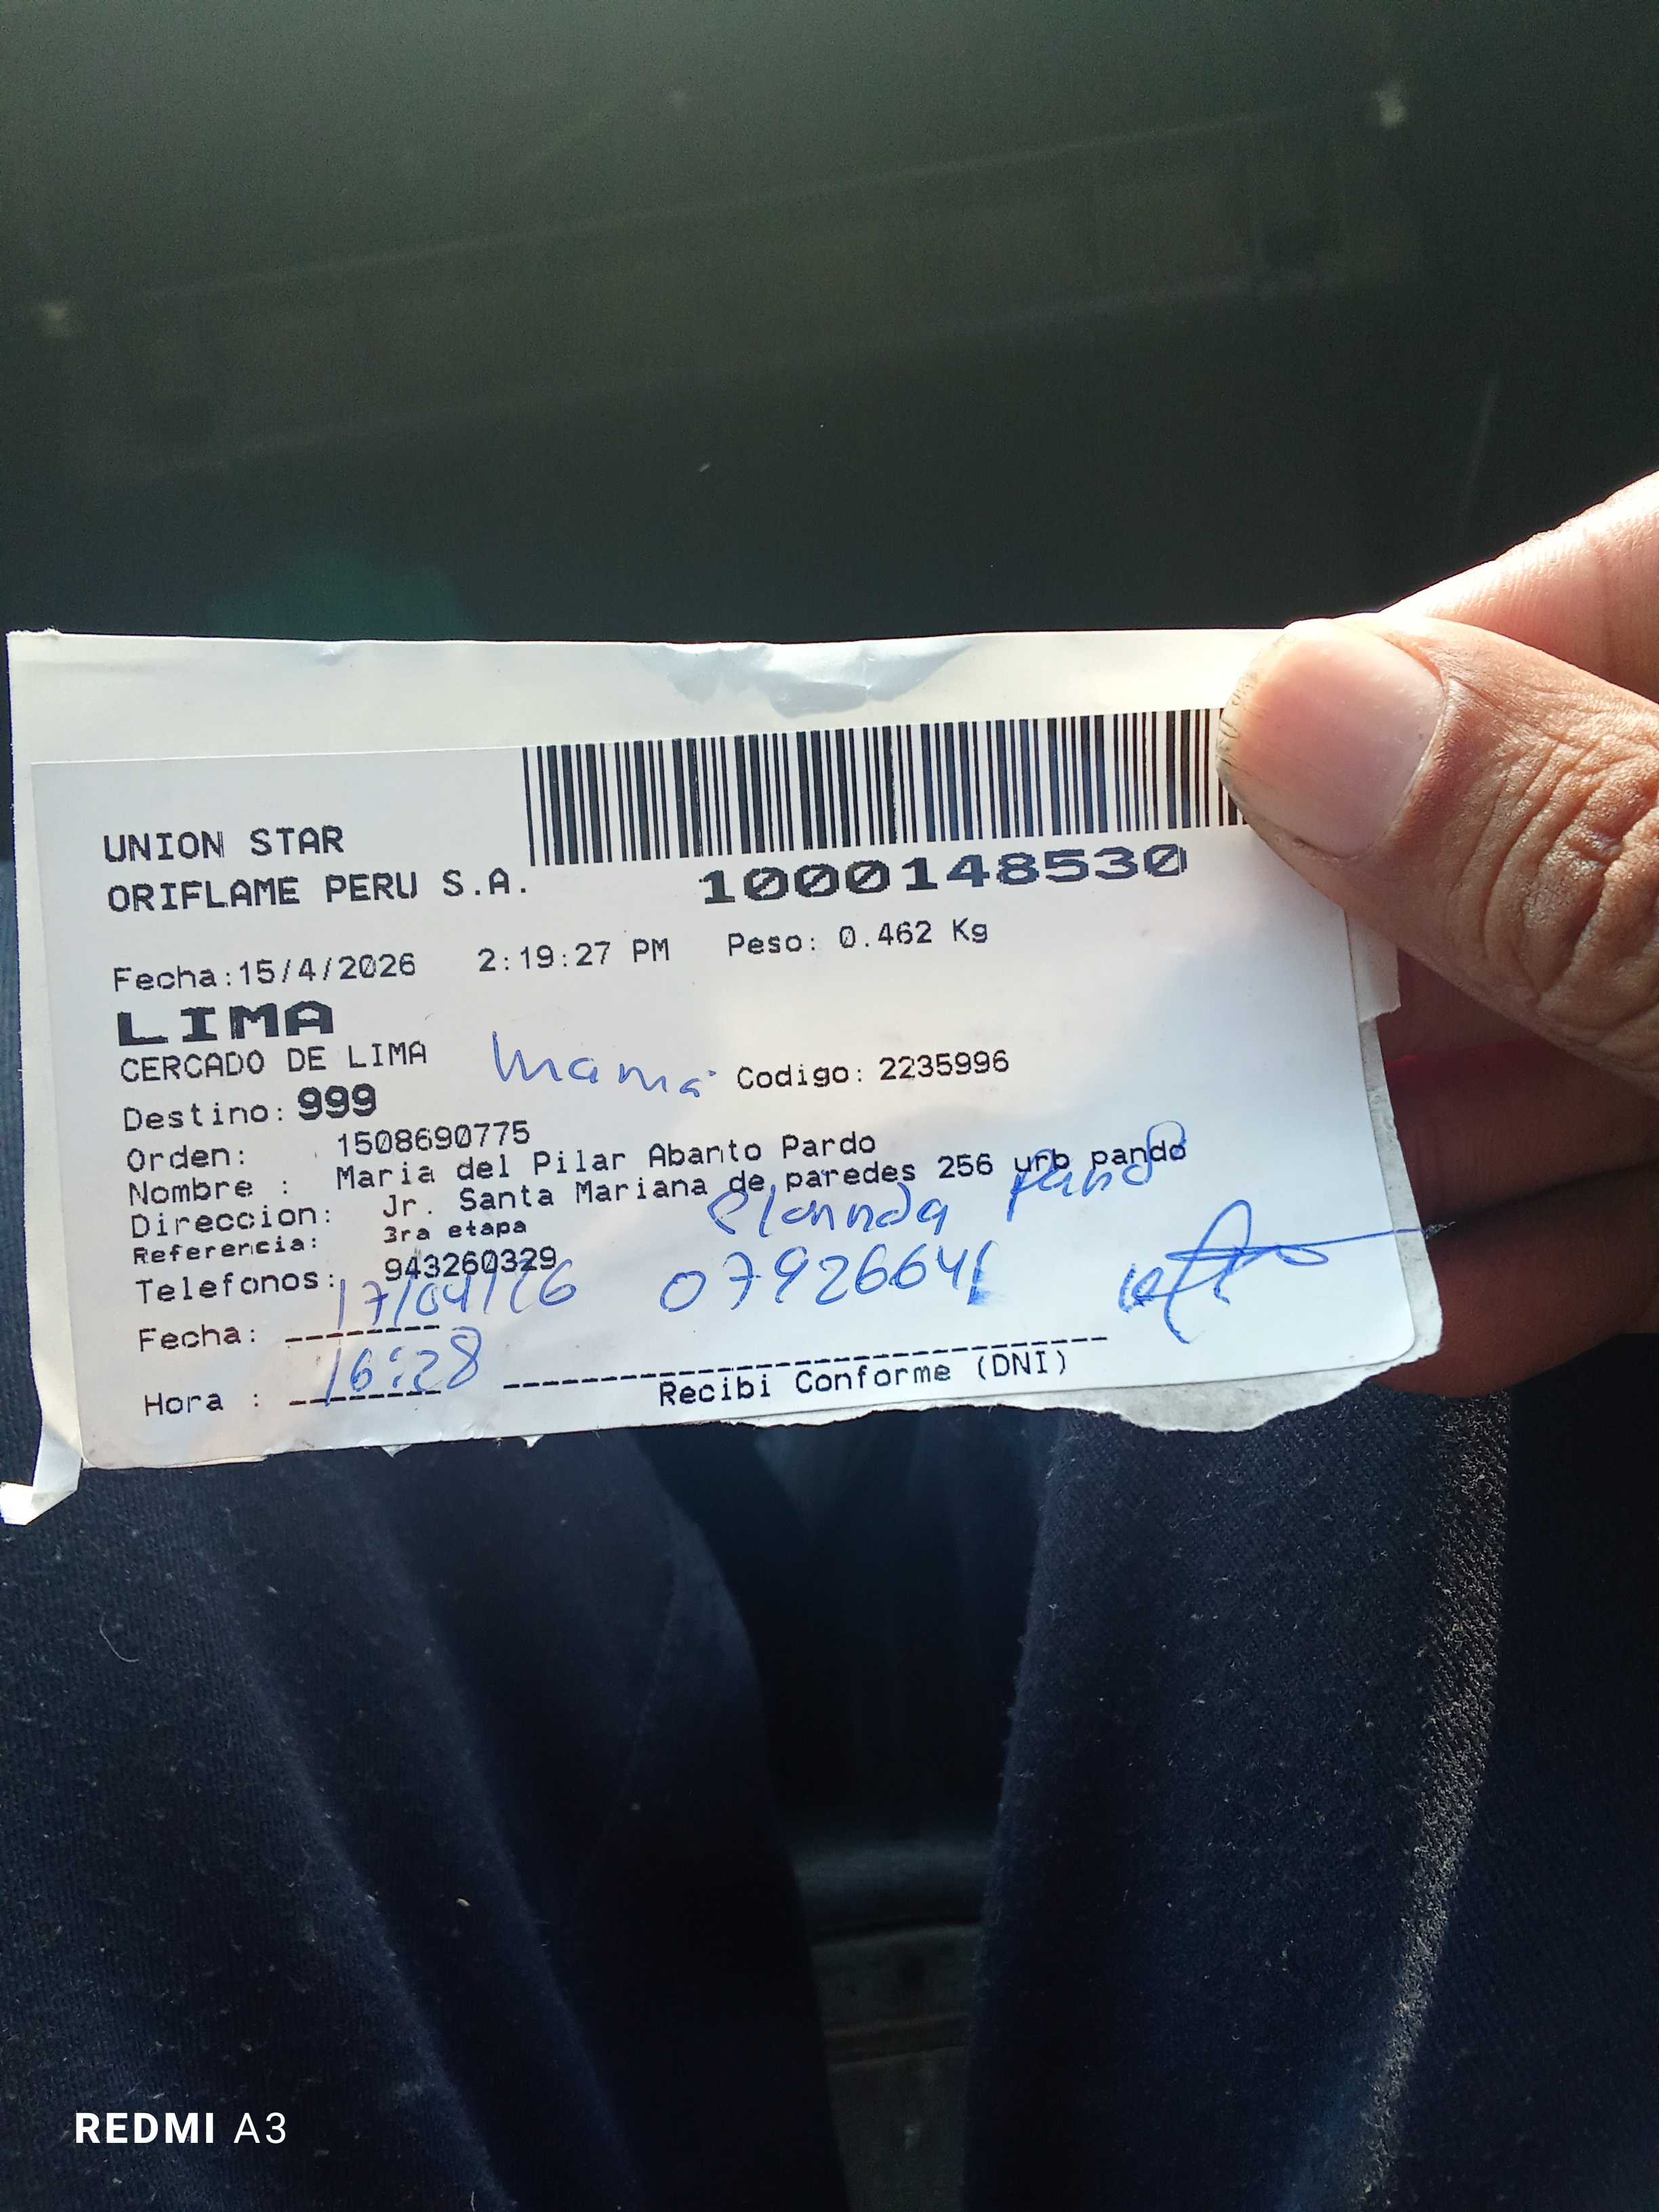 UNION STAR
ORIFLAME PERU S.A.
1000148530
Fecha:15/4/2026 2:19:27 PM Peso: 0.462 Kg
LIMA
CERCADO DE LIMA
mamá
Codigo: 2235996
Destino: 999
Orden: 1508690775
Nombre : Maria del Pilar Abanto Pardo
Direccion: Jr. Santa Mariana de paredes 256 urb pando
Referencia: 3ra etapa
Telefonos: 943260329
Fecha: 17/04/26
07926641
Hora : 16:28
Recibi Conforme (DNI)
REDMI A3